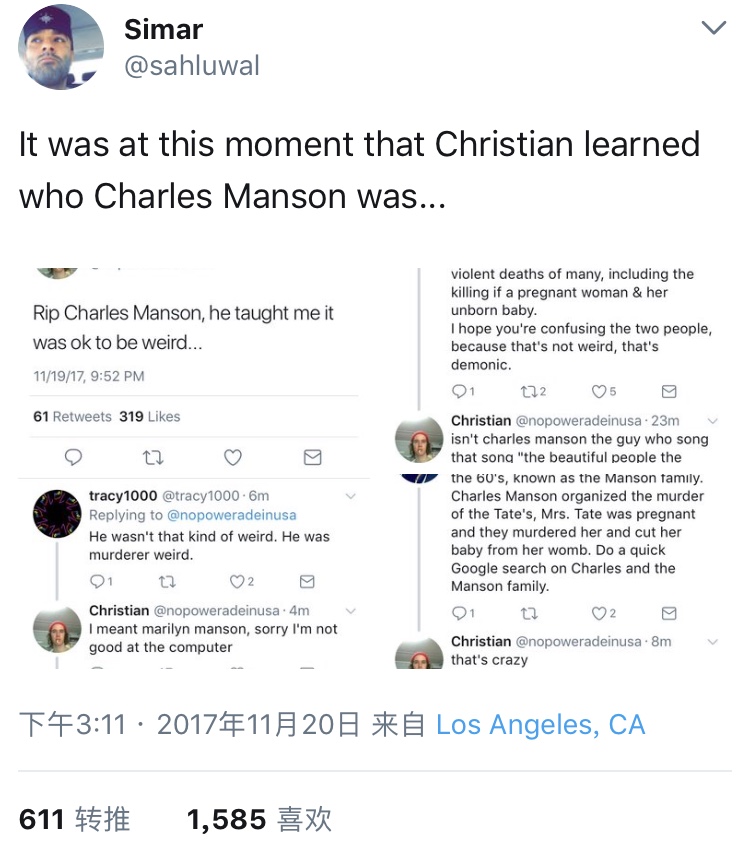 Simar
@sahluwal
It was at this moment that Christian learned
who Charles Manson was...
Rip Charles Manson, he taught me it
was ok to be weird...
11/19/17, 9:52 PM
61 Retweets 319 Likes
tracy1000 @tracy1000 · 6m
Replying to @nopoweradeinusa
He wasn't that kind of weird. He was
murderer weird.
1 2
Christian @nopoweradeinusa · 4m
I meant marilyn manson, sorry I'm not
good at the computer
violent deaths of many, including the
killing if a pregnant woman & her
unborn baby.
I hope you're confusing the two people,
because that's not weird, that's
demonic.
1 2 5
Christian @nopoweradeinusa · 23m
isn't charles manson the guy who song
that song "the beautiful people the
the 60's, known as the Manson family.
Charles Manson organized the murder
of the Tate's, Mrs. Tate was pregnant
and they murdered her and cut her
baby from her womb. Do a quick
Google search on Charles and the
Manson family.
1 2
Christian @nopoweradeinusa · 8m
that's crazy
下午3:11 · 2017年11月20日 来自 Los Angeles, CA
611 转推 1,585 喜欢